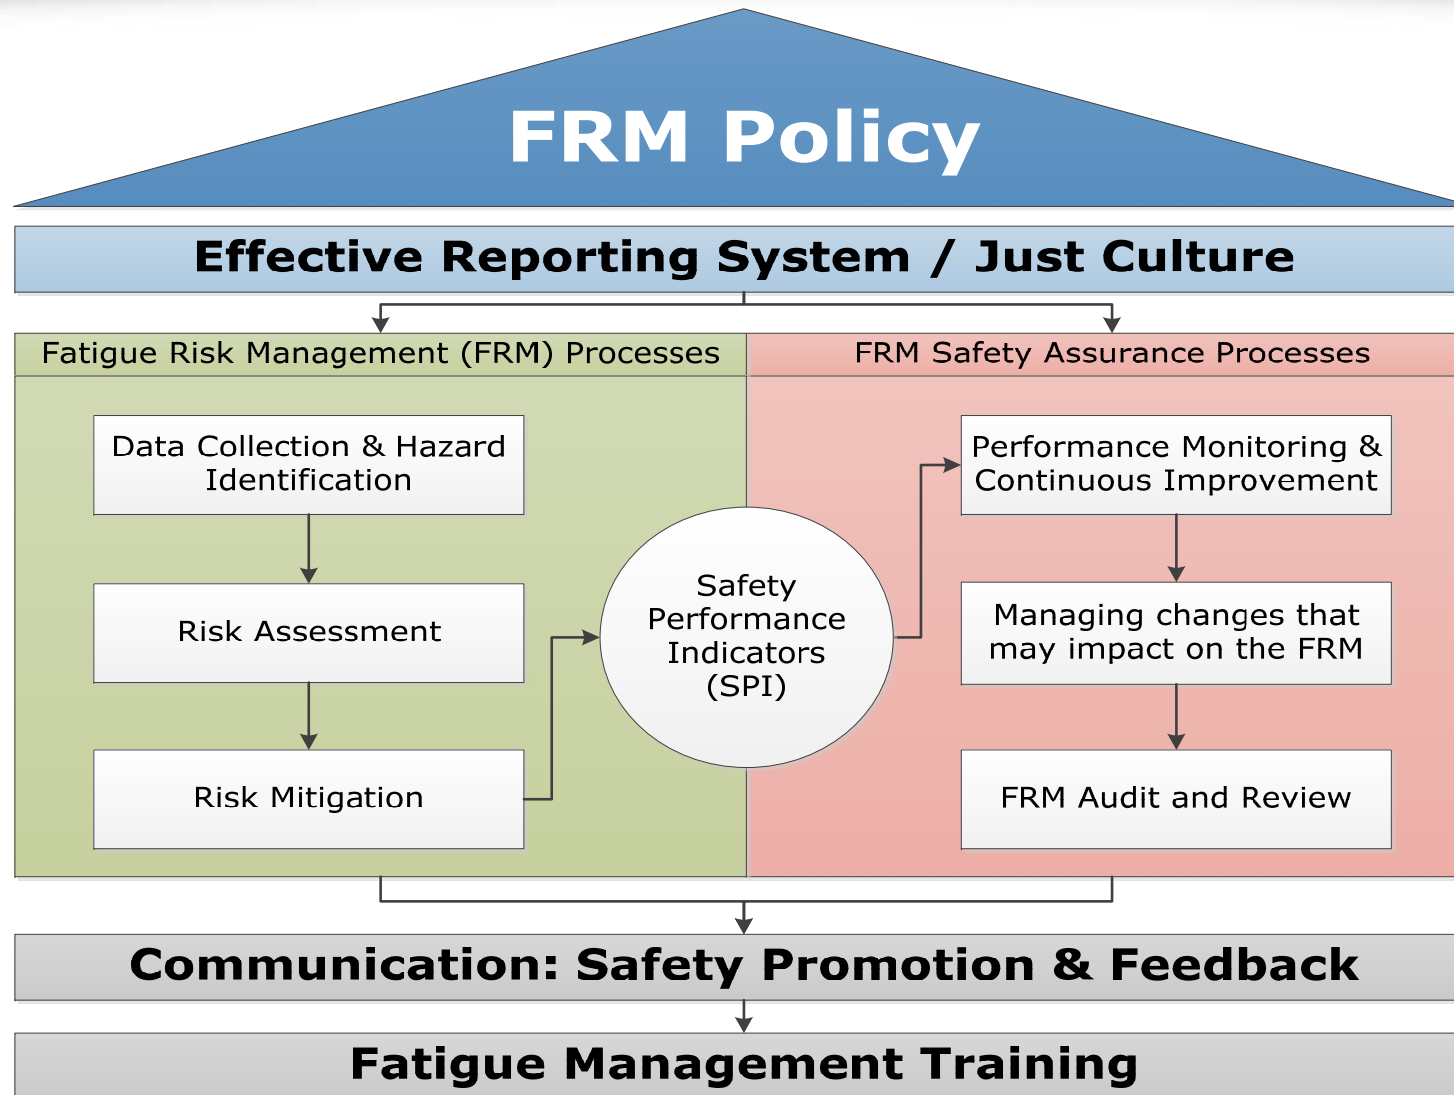 FRM Policy
Effective Reporting System / Just Culture
Fatigue Risk Management (FRM) Processes
Data Collection & Hazard
Identification
Risk Assessment
Risk Mitigation
Safety
Performance
Indicators
(SPI)
FRM Safety Assurance Processes
Performance Monitoring &
Continuous Improvement
Managing changes that
may impact on the FRM
FRM Audit and Review
Communication: Safety Promotion & Feedback
Fatigue Management Training